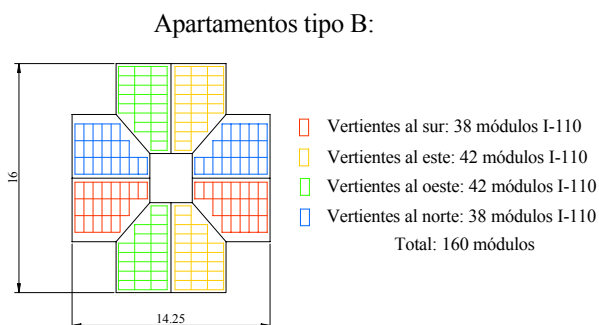 Apartamentos tipo B:
16
14.25
Vertientes al sur: 38 módulos I-110
Vertientes al este: 42 módulos I-110
Vertientes al oeste: 42 módulos I-110
Vertientes al norte: 38 módulos I-110
Total: 160 módulos